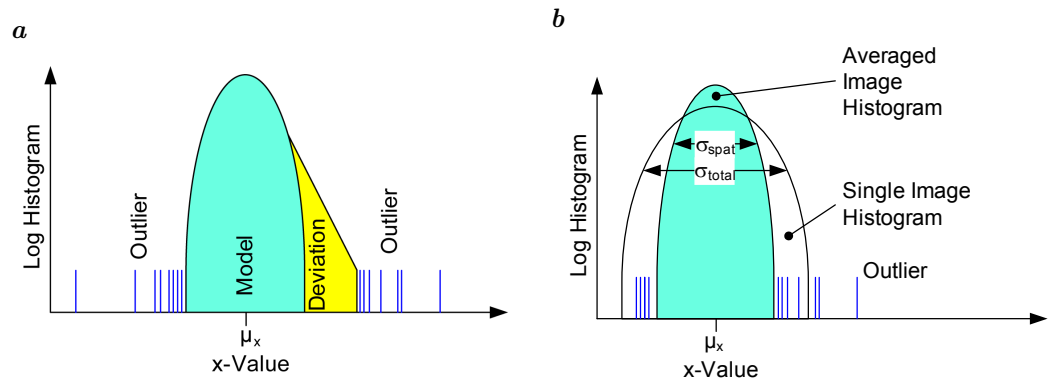 a
Log Histogram
Outlier
Model
Deviation
Outlier
μx
x-Value
b
Log Histogram
Averaged
Image
Histogram
σspat
σtotal
Single Image
Histogram
Outlier
μx
x-Value